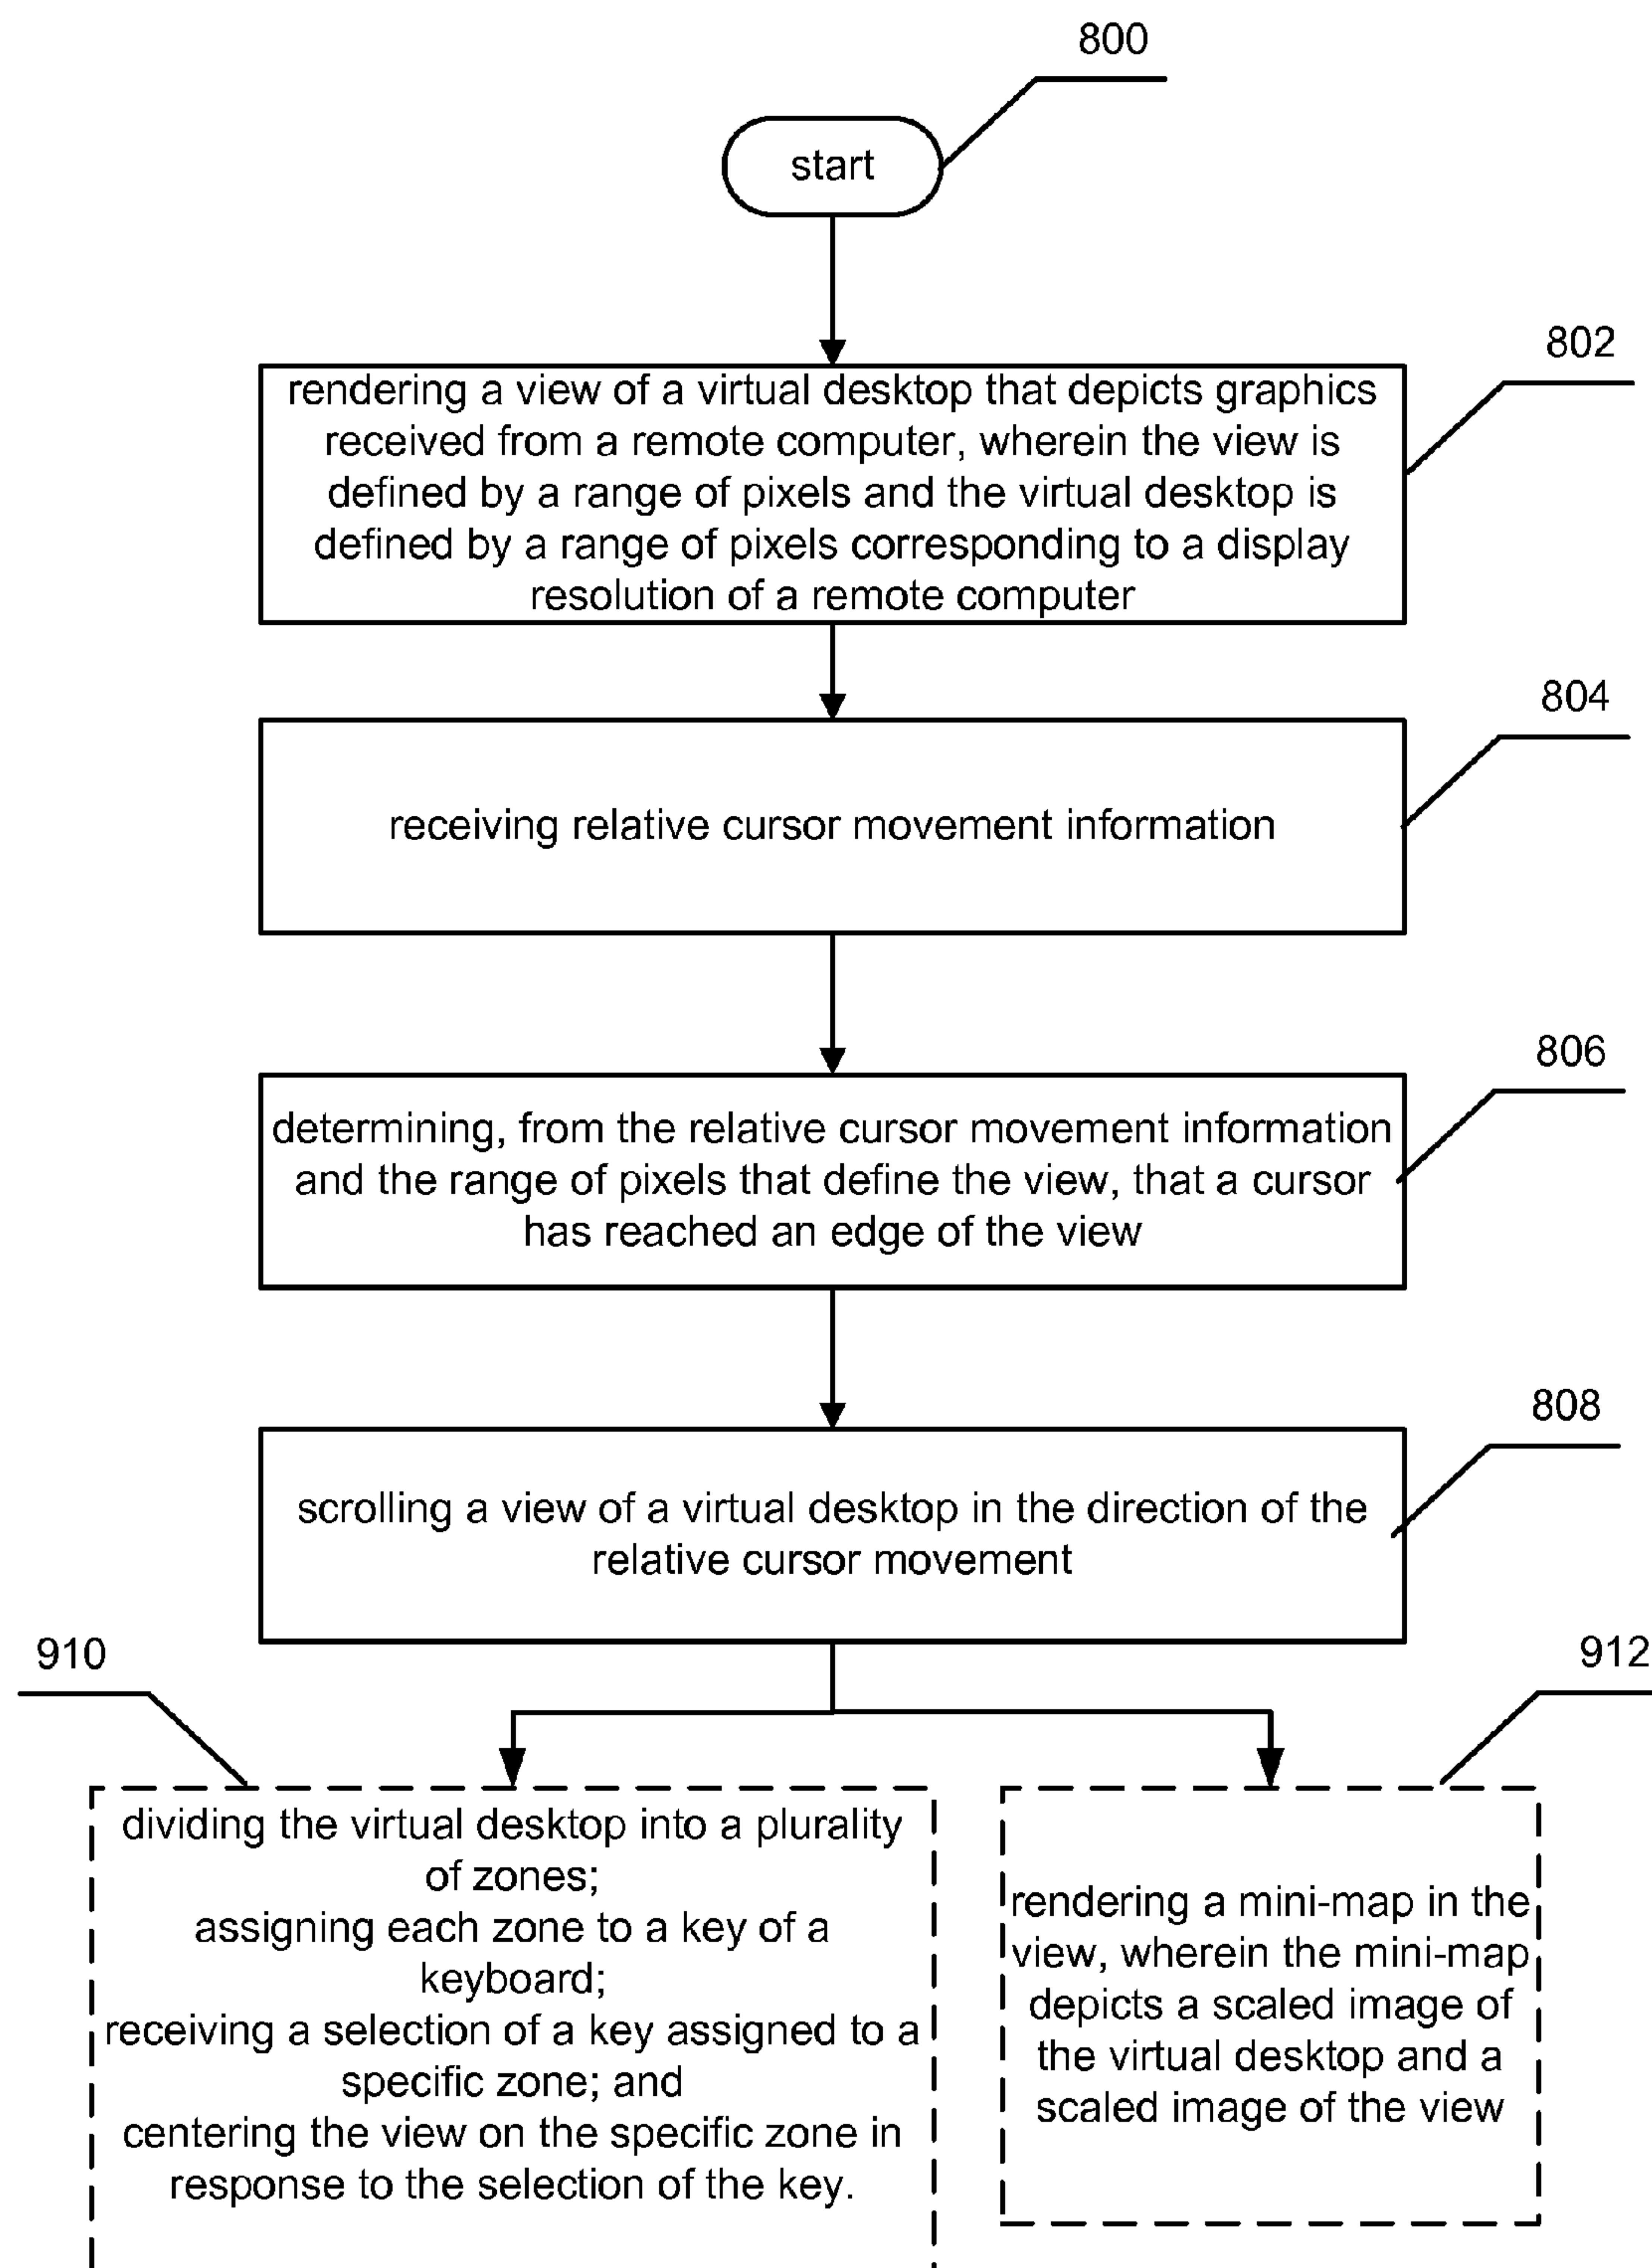 800
start
802
rendering a view of a virtual desktop that depicts graphics
received from a remote computer, wherein the view is
defined by a range of pixels and the virtual desktop is
defined by a range of pixels corresponding to a display
resolution of a remote computer
804
receiving relative cursor movement information
806
determining, from the relative cursor movement information
and the range of pixels that define the view, that a cursor
has reached an edge of the view
808
scrolling a view of a virtual desktop in the direction of the
relative cursor movement
910
dividing the virtual desktop into a plurality
of zones;
assigning each zone to a key of a
keyboard;
receiving a selection of a key assigned to a
specific zone; and
centering the view on the specific zone in
response to the selection of the key.
912
rendering a mini-map in the
view, wherein the mini-map
depicts a scaled image of
the virtual desktop and a
scaled image of the view